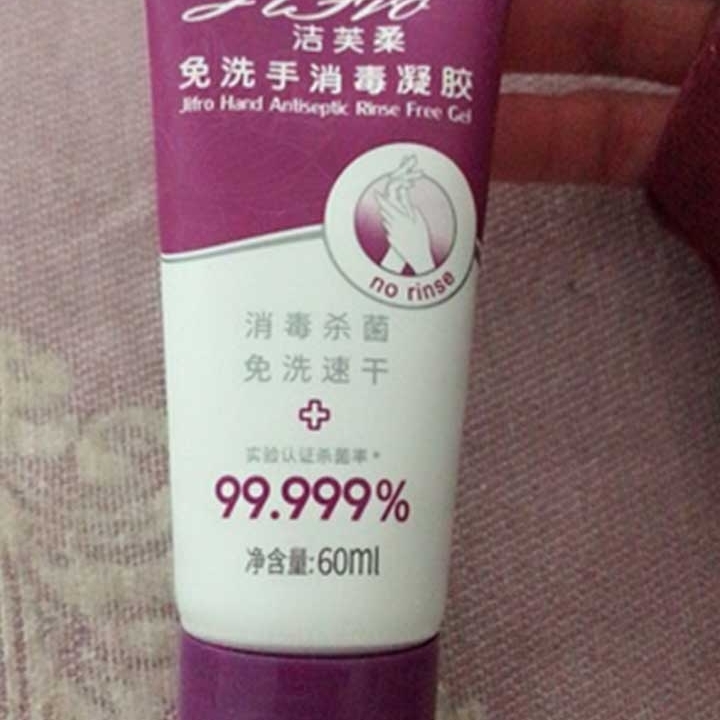 Jifro
洁芙柔
免洗手消毒凝胶
Jifro Hand Antiseptic Rinse Free Gel
no rinse
消毒杀菌
免洗速干
实验认证杀菌率*
99.999%
净含量:60ml